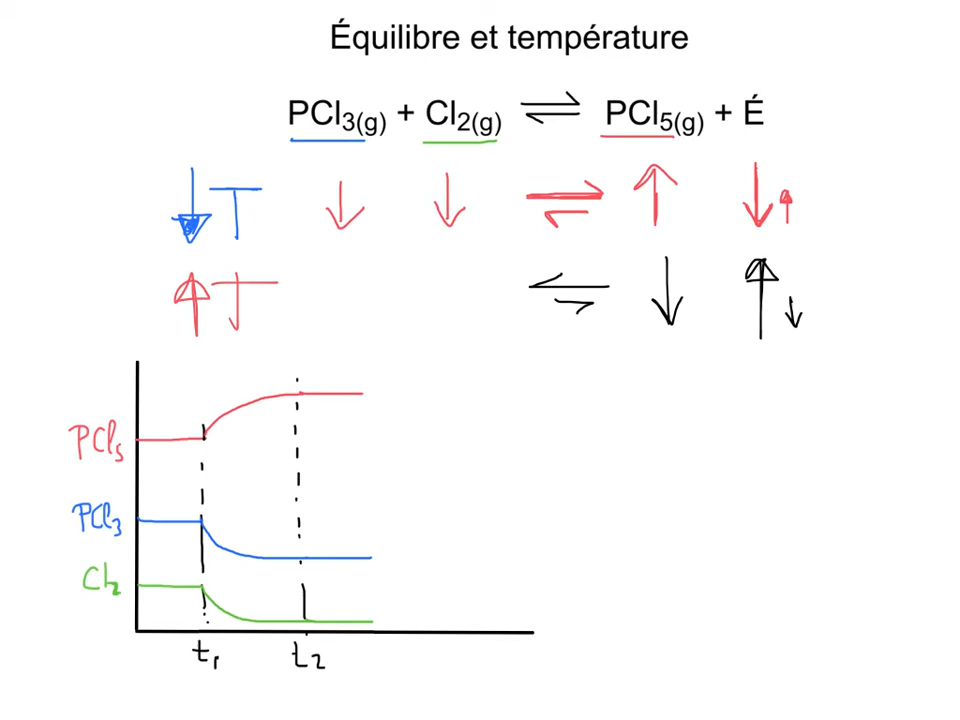 Équilibre et température
PCl₃(g) + Cl₂(g) ⇌ PCl₅(g) + É
↓ T ↓ ↓ ⇌ ↑ ↓ ↑
↑ T ⇌ ↓ ↑ ↓
PCl₅
PCl₃
Cl₂
t₁ t₂